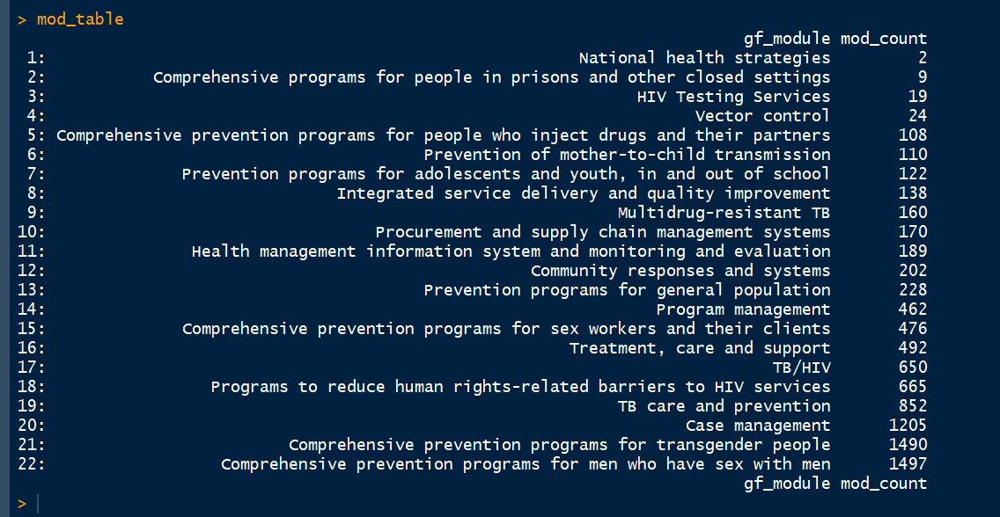 > mod_table
gf_module mod_count
1: National health strategies 2
2: Comprehensive programs for people in prisons and other closed settings 9
3: HIV Testing Services 19
4: Vector control 24
5: Comprehensive prevention programs for people who inject drugs and their partners 108
6: Prevention of mother-to-child transmission 110
7: Prevention programs for adolescents and youth, in and out of school 122
8: Integrated service delivery and quality improvement 138
9: Multidrug-resistant TB 160
10: Procurement and supply chain management systems 170
11: Health management information system and monitoring and evaluation 189
12: Community responses and systems 202
13: Prevention programs for general population 228
14: Program management 462
15: Comprehensive prevention programs for sex workers and their clients 476
16: Treatment, care and support 492
17: TB/HIV 650
18: Programs to reduce human rights-related barriers to HIV services 665
19: TB care and prevention 852
20: Case management 1205
21: Comprehensive prevention programs for transgender people 1490
22: Comprehensive prevention programs for men who have sex with men 1497
gf_module mod_count
>